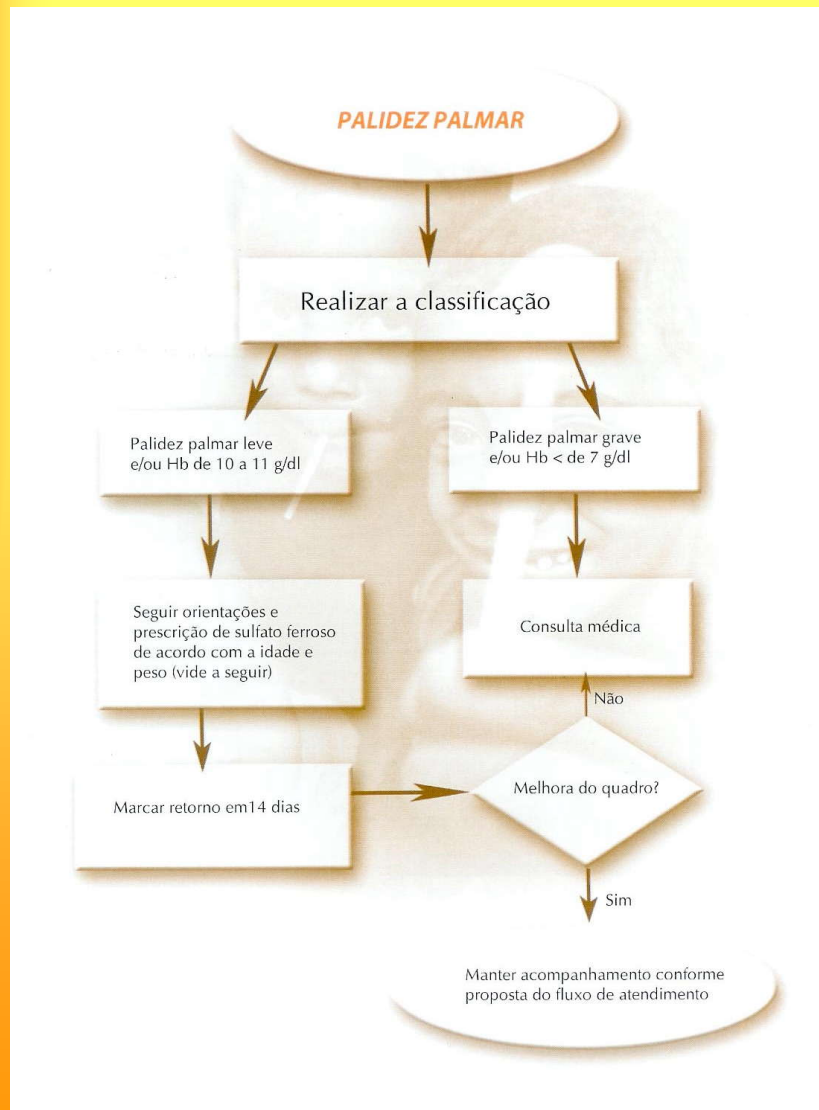 PALIDEZ PALMAR
Realizar a classificação
Palidez palmar leve
e/ou Hb de 10 a 11 g/dl
Palidez palmar grave
e/ou Hb < de 7 g/dl
Seguir orientações e
prescrição de sulfato ferroso
de acordo com a idade e
peso (vide a seguir)
Consulta médica
Não
Marcar retorno em14 dias
Melhora do quadro?
Sim
Manter acompanhamento conforme
proposta do fluxo de atendimento